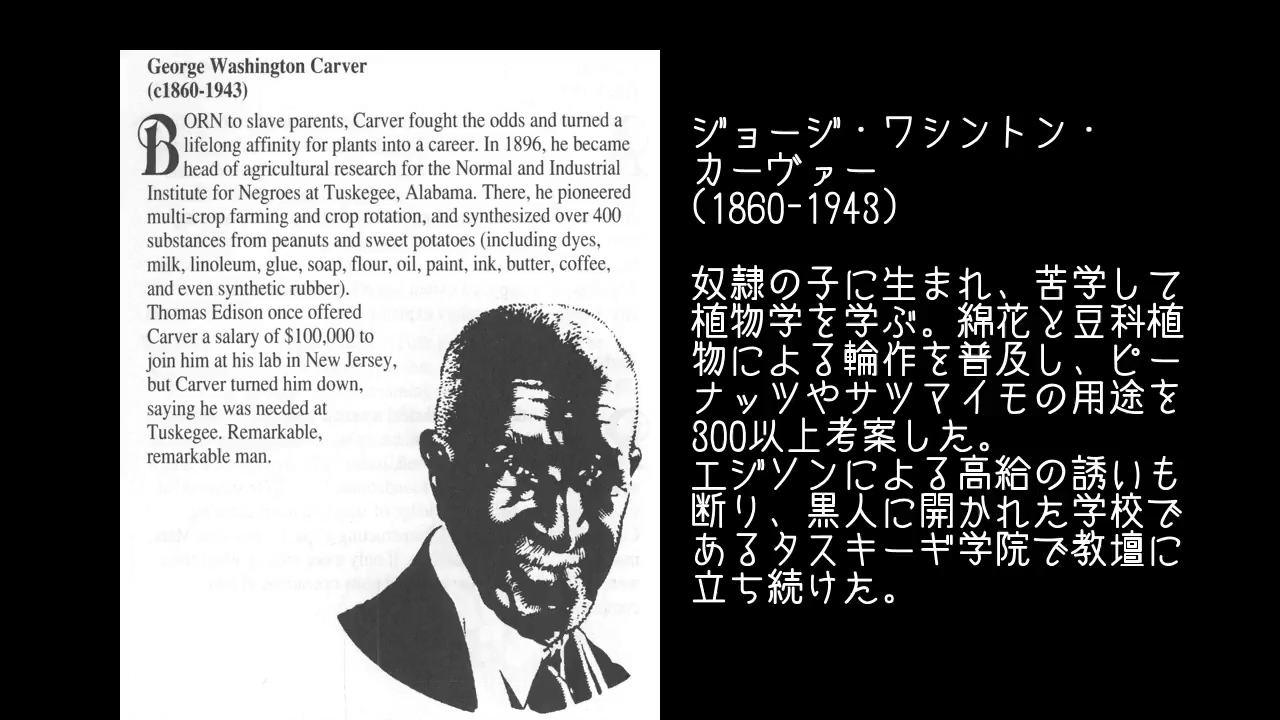 George Washington Carver
(c1860-1943)
BORN to slave parents, Carver fought the odds and turned a
lifelong affinity for plants into a career. In 1896, he became
head of agricultural research for the Normal and Industrial
Institute for Negroes at Tuskegee, Alabama. There, he pioneered
multi-crop farming and crop rotation, and synthesized over 400
substances from peanuts and sweet potatoes (including dyes,
milk, linoleum, glue, soap, flour, oil, paint, ink, butter, coffee,
and even synthetic rubber).
Thomas Edison once offered
Carver a salary of $100,000 to
join him at his lab in New Jersey,
but Carver turned him down,
saying he was needed at
Tuskegee. Remarkable,
remarkable man.
ジョージ・ワシントン・
カーヴァー
(1860-1943)
奴隷の子に生まれ、苦学して
植物学を学ぶ。綿花と豆科植
物による輪作を普及し、ピー
ナッツやサツマイモの用途を
300以上考案した。
エジソンによる高給の誘いも
断り、黒人に開かれた学校で
あるタスキーギ学院で教壇に
立ち続けた。